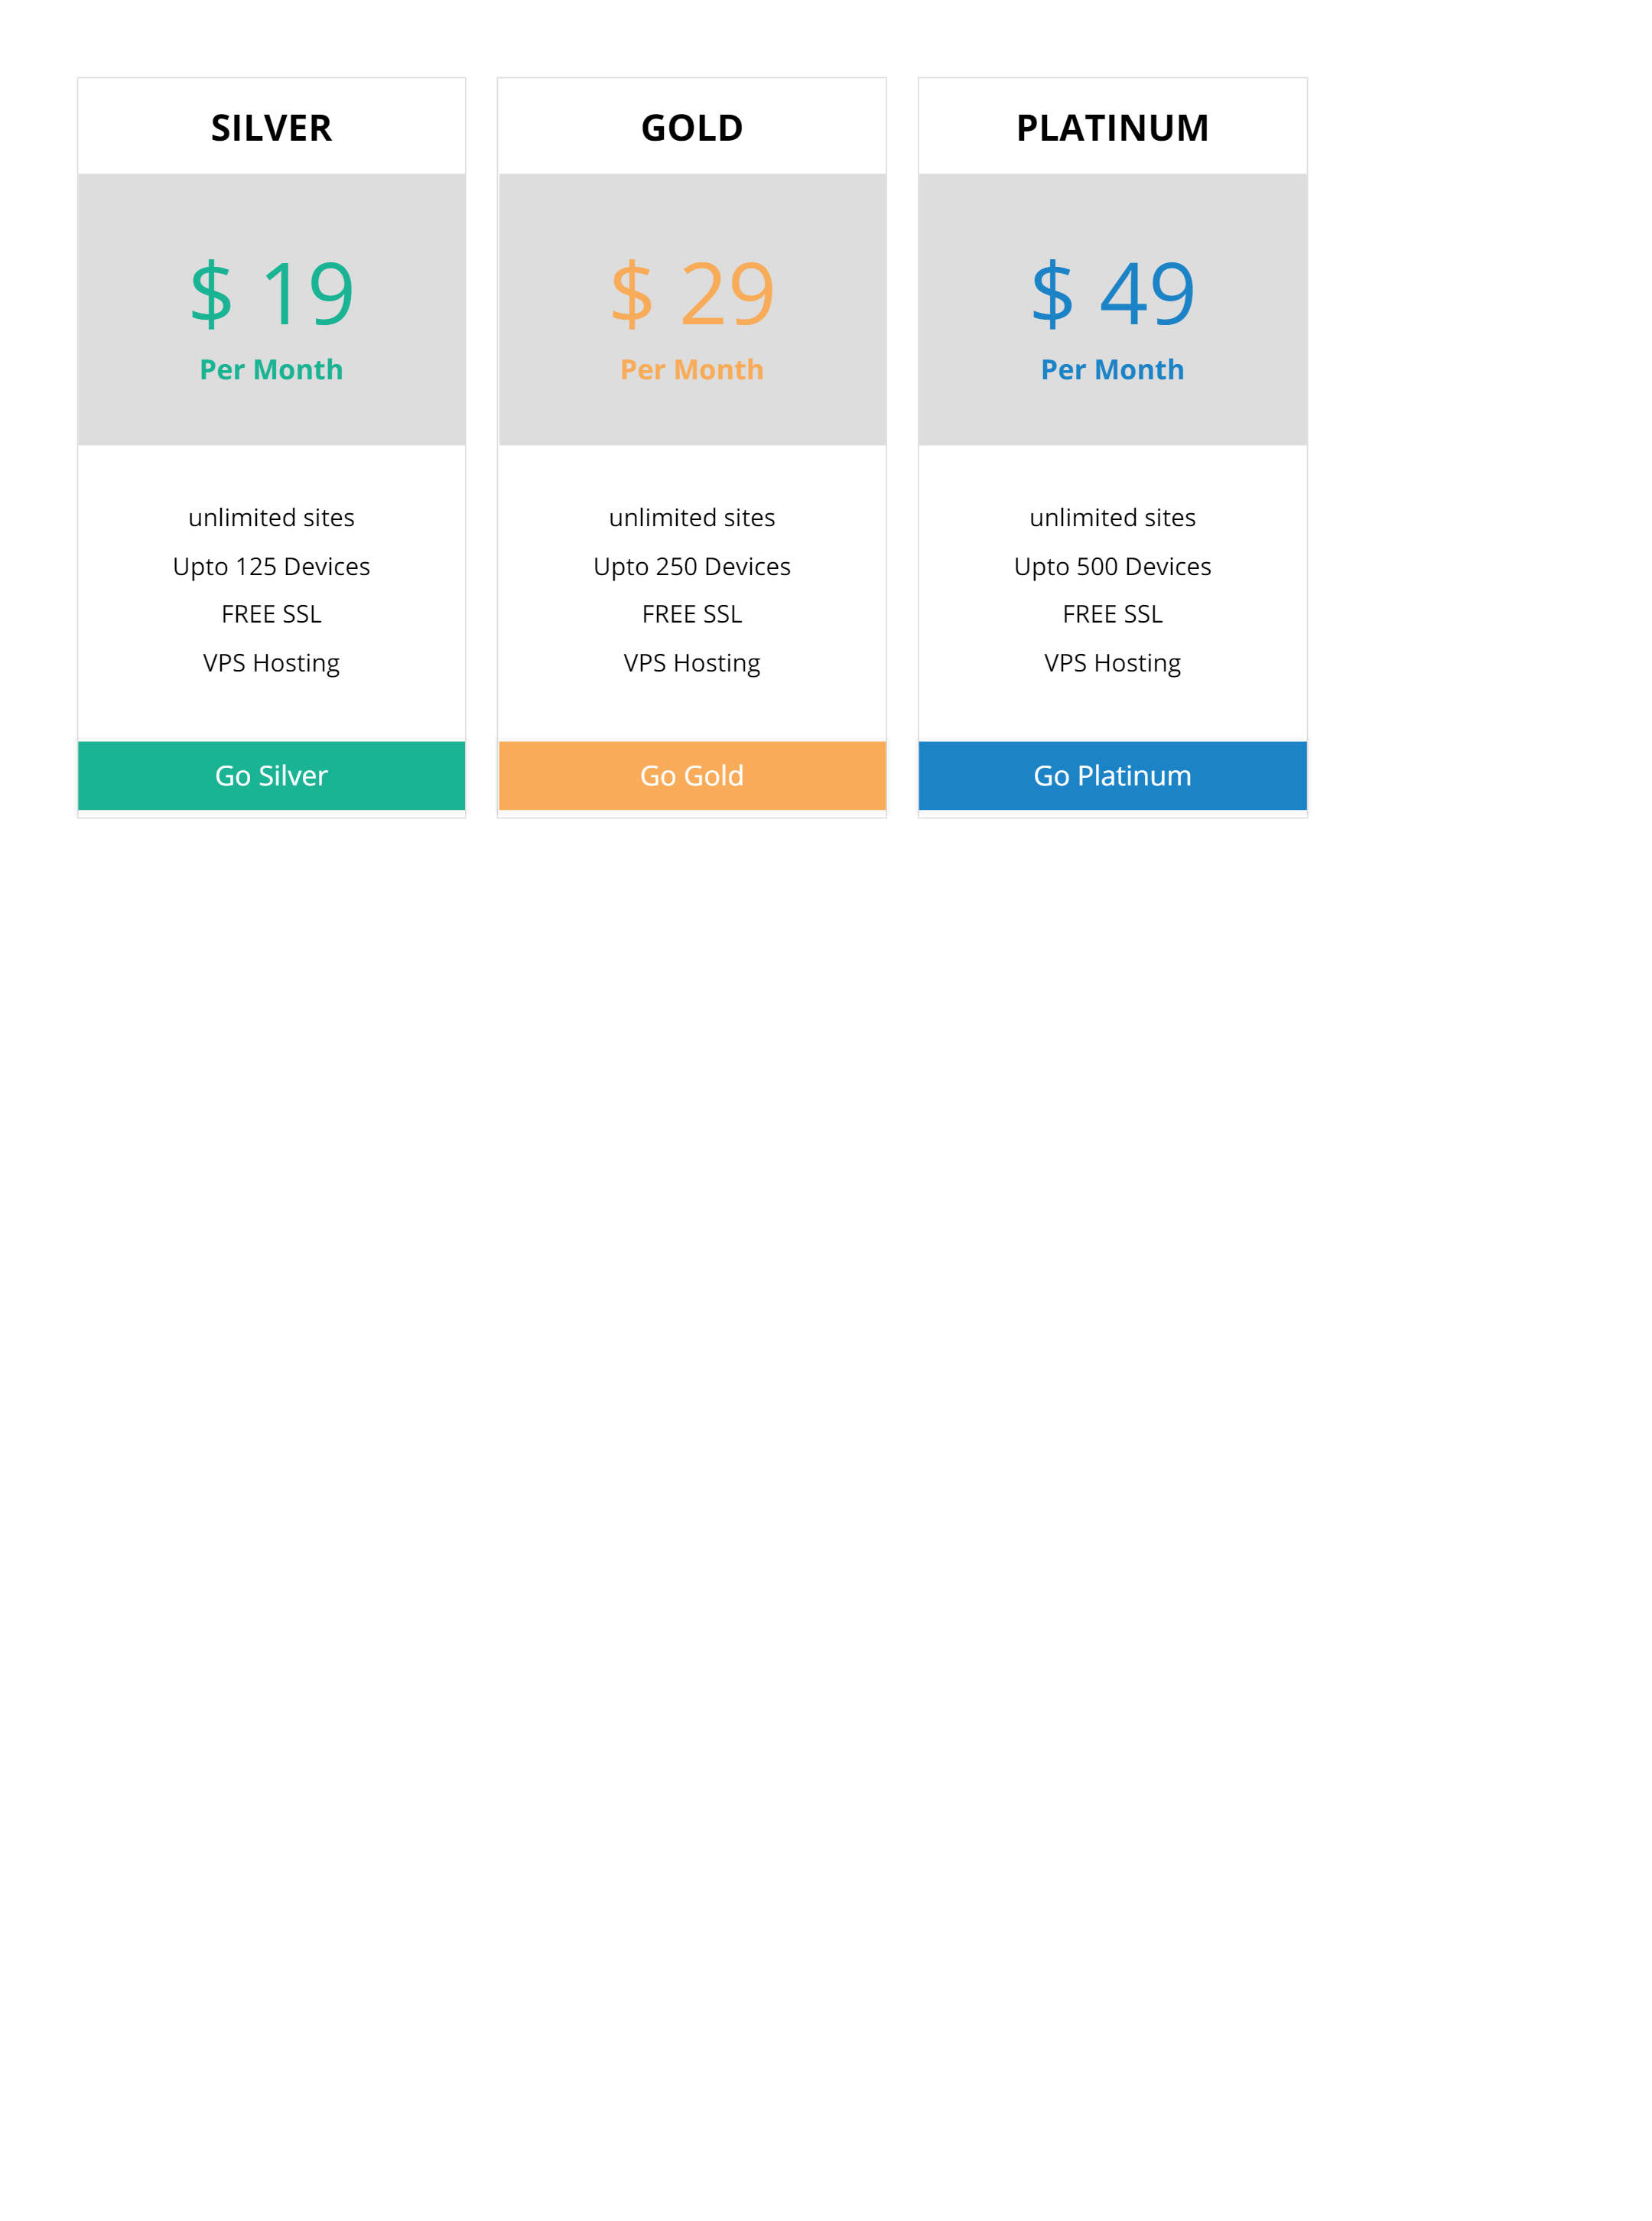 SILVER
$ 19
Per Month
unlimited sites
Upto 125 Devices
FREE SSL
VPS Hosting
Go Silver
GOLD
$ 29
Per Month
unlimited sites
Upto 250 Devices
FREE SSL
VPS Hosting
Go Gold
PLATINUM
$ 49
Per Month
unlimited sites
Upto 500 Devices
FREE SSL
VPS Hosting
Go Platinum